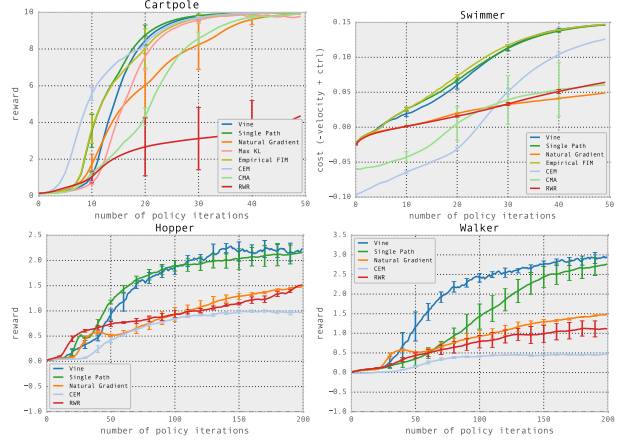 Cartpole
10
8
6
4
2
0
reward
Vine
Single Path
Natural Gradient
Max KL
Empirical FIM
CEM
CMA
RWR
0 10 20 30 40 50
number of policy iterations
Swimmer
0.15
0.10
0.05
0.00
−0.05
−0.10
cost (-velocity + ctrl)
Vine
Single Path
Natural Gradient
Empirical FIM
CEM
CMA
RWR
0 10 20 30 40 50
number of policy iterations
Hopper
2.5
2.0
1.5
1.0
0.5
0.0
−0.5
−1.0
reward
Vine
Single Path
Natural Gradient
CEM
RWR
0 50 100 150 200
number of policy iterations
Walker
3.5
3.0
2.5
2.0
1.5
1.0
0.5
0.0
−0.5
−1.0
reward
Vine
Single Path
Natural Gradient
CEM
RWR
0 50 100 150 200
number of policy iterations